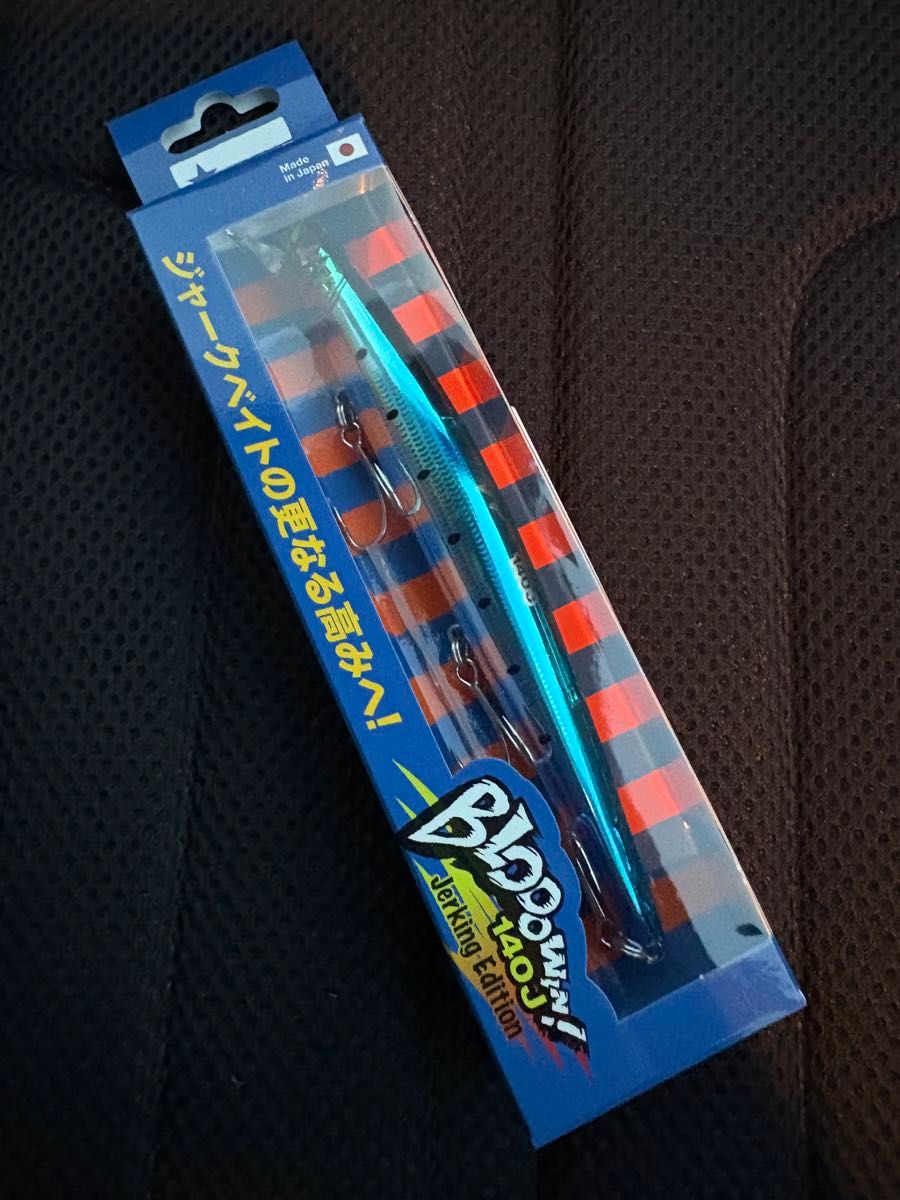 Made
in Japan
ジャークベイトの更なる高みへ!
BLOOOWIN!
140J
Jerking-Edition